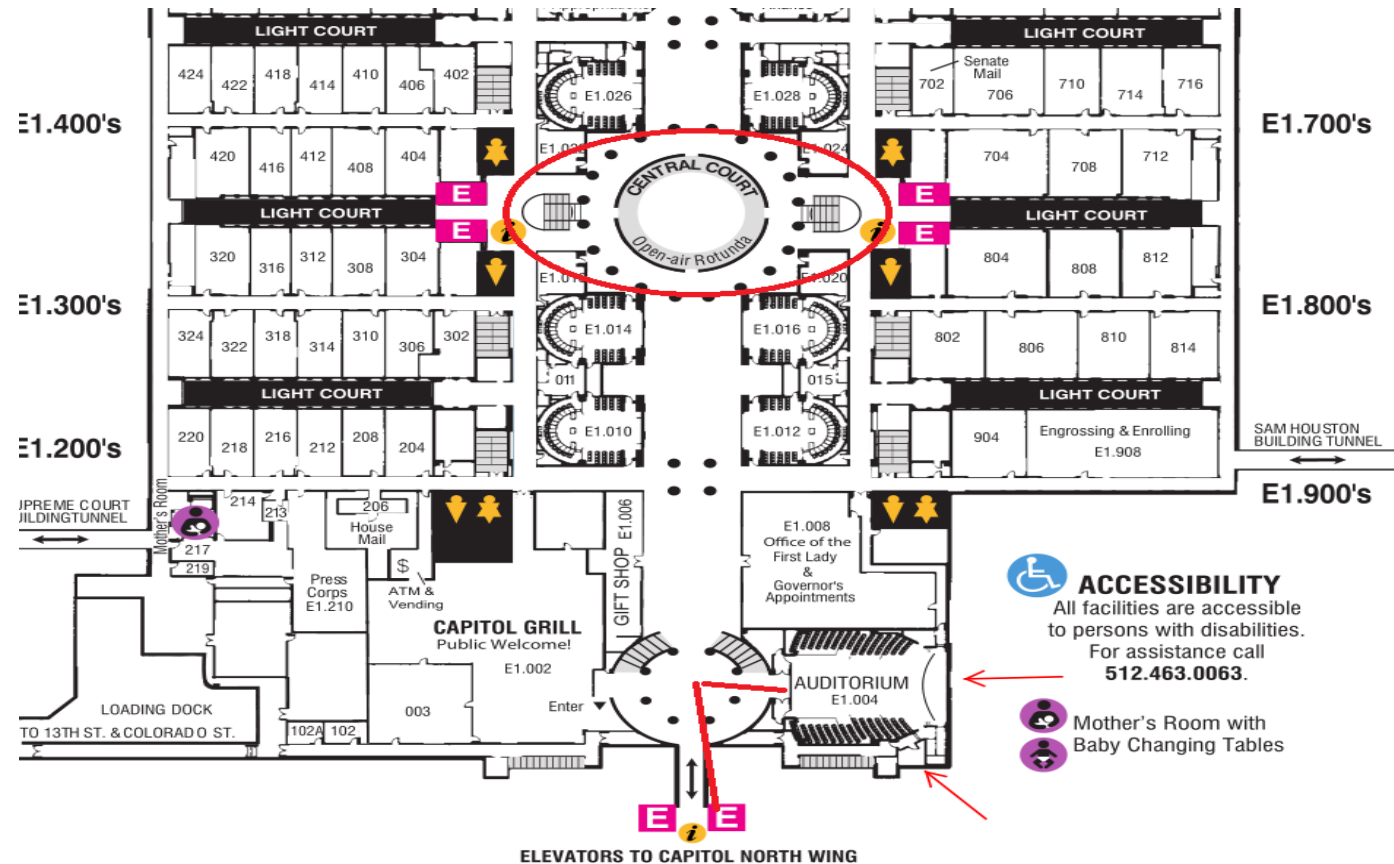 LIGHT COURT
LIGHT COURT
424
422
418
414
410
406
402
E1.026
E1.028
702
Senate
Mail
706
710
714
716
E1.400's
E1.700's
420
416
412
408
404
E1.024
704
708
712
E
E
CENTRAL COURT
Open-air Rotunda
LIGHT COURT
LIGHT COURT
E
i
i
E
320
316
312
308
304
E1.020
804
808
812
E1.300's
E1.800's
324
322
318
314
310
306
302
E1.014
E1.016
802
806
810
814
011
015
LIGHT COURT
LIGHT COURT
220
218
216
212
208
204
E1.010
E1.012
904
Engrossing & Enrolling
E1.908
E1.200's
SAM HOUSTON
BUILDING TUNNEL
E1.900's
UPREME COURT
UILDINGTUNNEL
Mother's Room
214
213
217
219
206
House
Mail
$
ATM &
Vending
Press
Corps
E1.210
GIFT SHOP E1.006
E1.008
Office of the
First Lady
&
Governor's
Appointments
CAPITOL GRILL
Public Welcome!
E1.002
Enter
003
102A
102
LOADING DOCK
TO 13TH ST. & COLORADO ST.
AUDITORIUM
E1.004
ACCESSIBILITY
All facilities are accessible
to persons with disabilities.
For assistance call
512.463.0063.
Mother's Room with
Baby Changing Tables
E
i
E
ELEVATORS TO CAPITOL NORTH WING